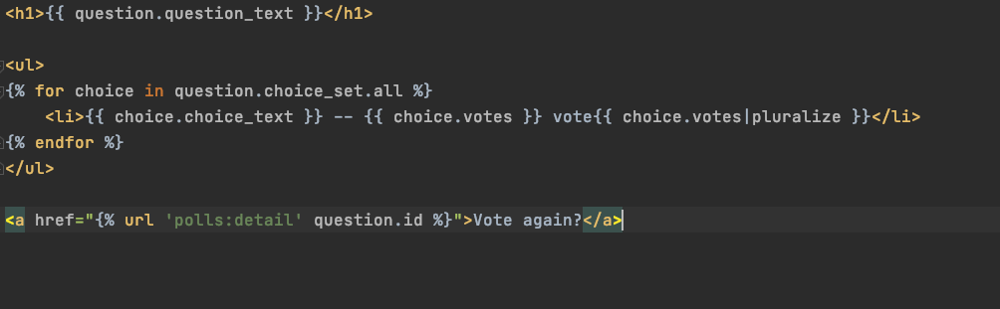 <h1>{{ question.question_text }}</h1>
<ul>
{% for choice in question.choice_set.all %}
    <li>{{ choice.choice_text }} -- {{ choice.votes }} vote{{ choice.votes|pluralize }}</li>
{% endfor %}
</ul>
<a href="{% url 'polls:detail' question.id %}">Vote again?</a>